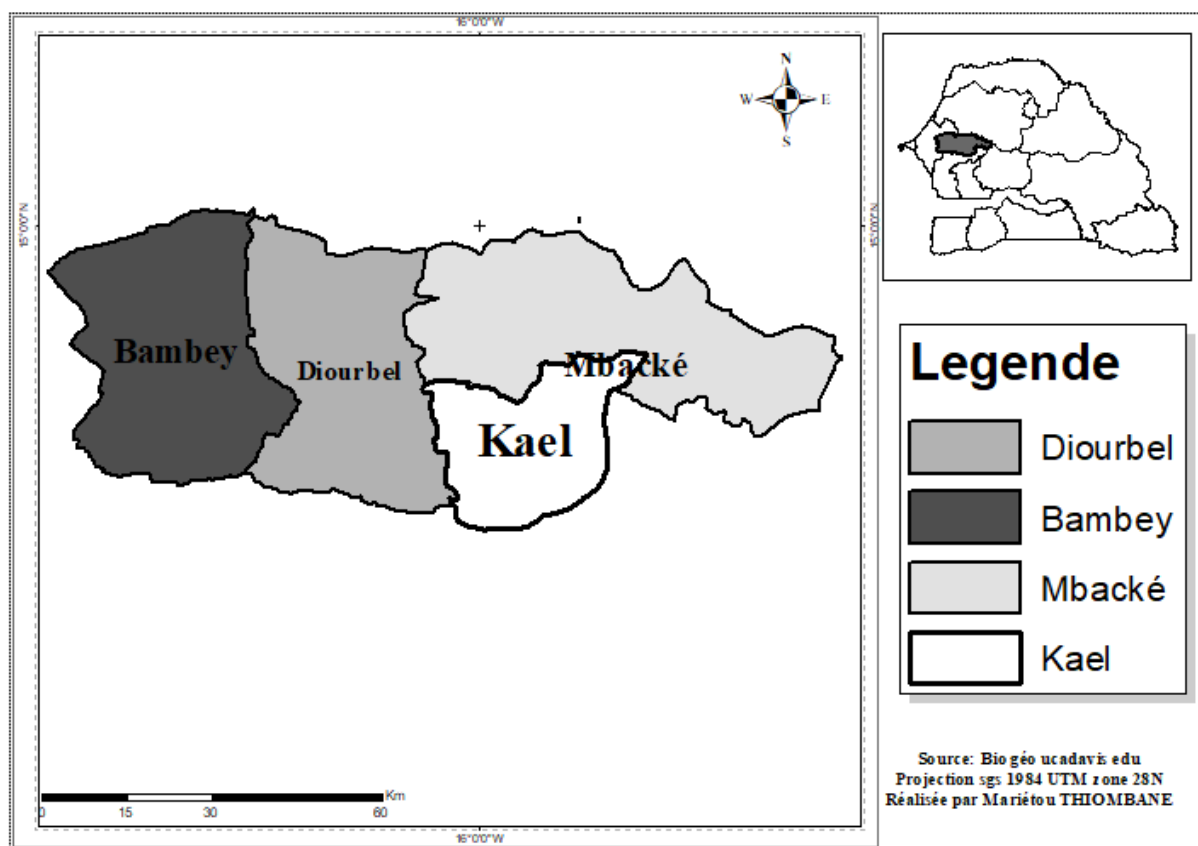 16°0'0"W
N
W E
S
15°0'0"N
15°0'0"N
Bambey
Diourbel
Mbacké
Kael
Legende
Diourbel
Bambey
Mbacké
Kael
Km
0 15 30 60
16°0'0"W
Source: Bio géo ucadavis edu
Projection sgs 1984 UTM zone 28N
Réalisée par Mariétou THIOMBANE